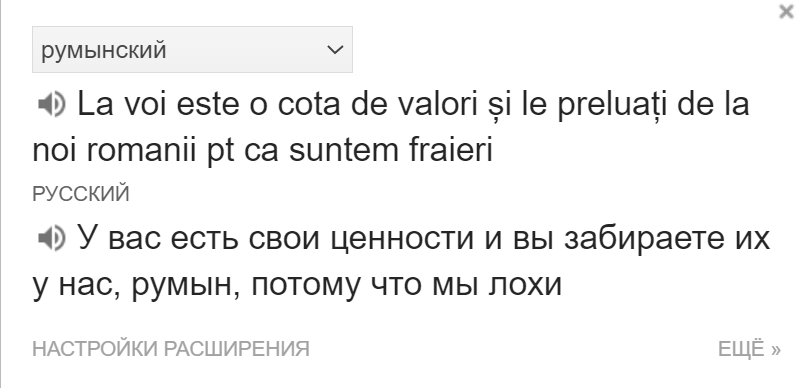 румынский
La voi este o cota de valori și le preluați de la
noi romanii pt ca suntem fraieri
РУССКИЙ
У вас есть свои ценности и вы забираете их
у нас, румын, потому что мы лохи
НАСТРОЙКИ РАСШИРЕНИЯ
ЕЩЁ »